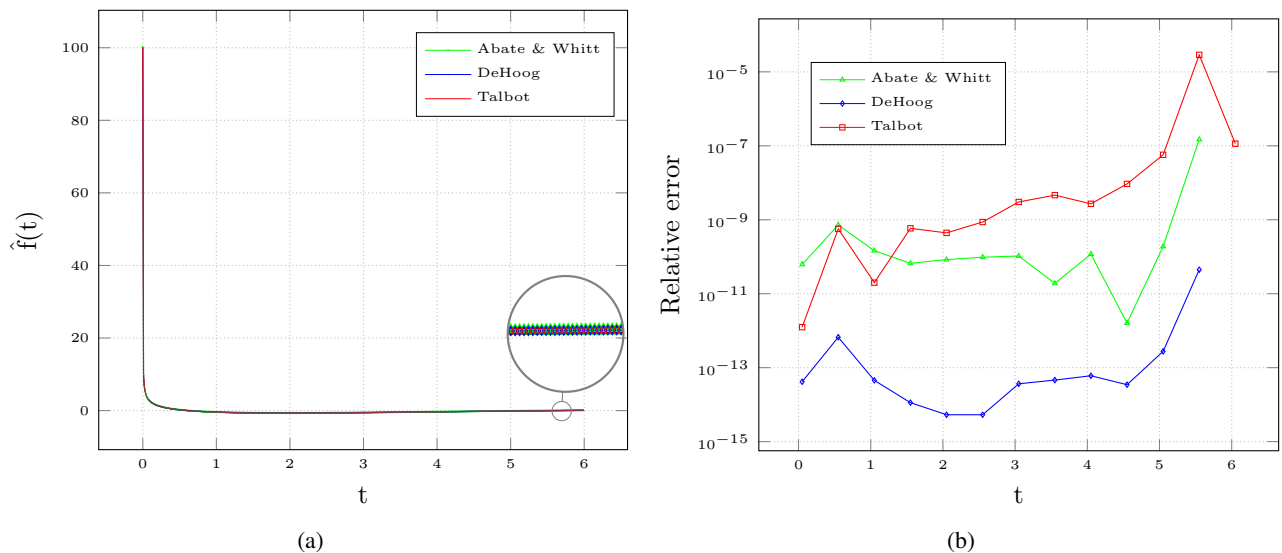 100
80
60
40
20
0
0
1
2
3
4
5
6
f̂(t)
t
Abate & Whitt
DeHoog
Talbot
(a)
10⁻⁵
10⁻⁷
10⁻⁹
10⁻¹¹
10⁻¹³
10⁻¹⁵
0
1
2
3
4
5
6
Relative error
t
Abate & Whitt
DeHoog
Talbot
(b)